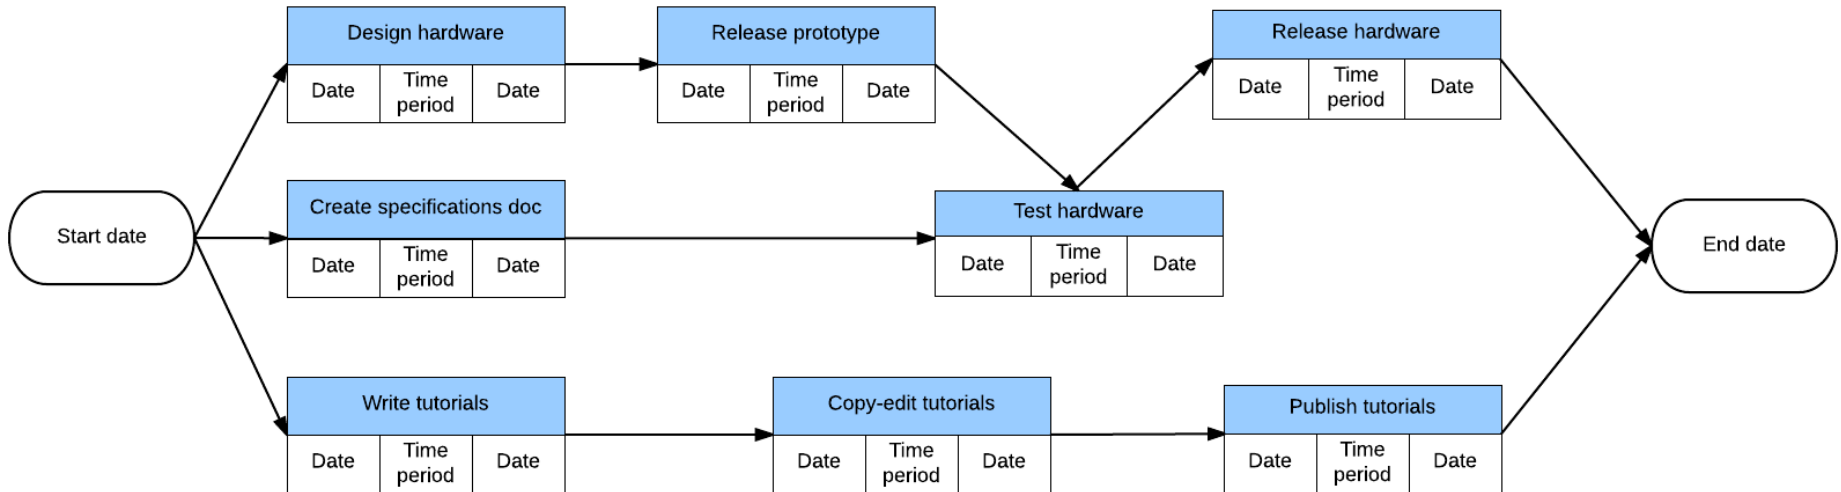 Design hardware
Date
Time
period
Date
Release prototype
Date
Time
period
Date
Release hardware
Date
Time
period
Date
Start date
Create specifications doc
Date
Time
period
Date
Test hardware
Date
Time
period
Date
End date
Write tutorials
Date
Time
period
Date
Copy-edit tutorials
Date
Time
period
Date
Publish tutorials
Date
Time
period
Date